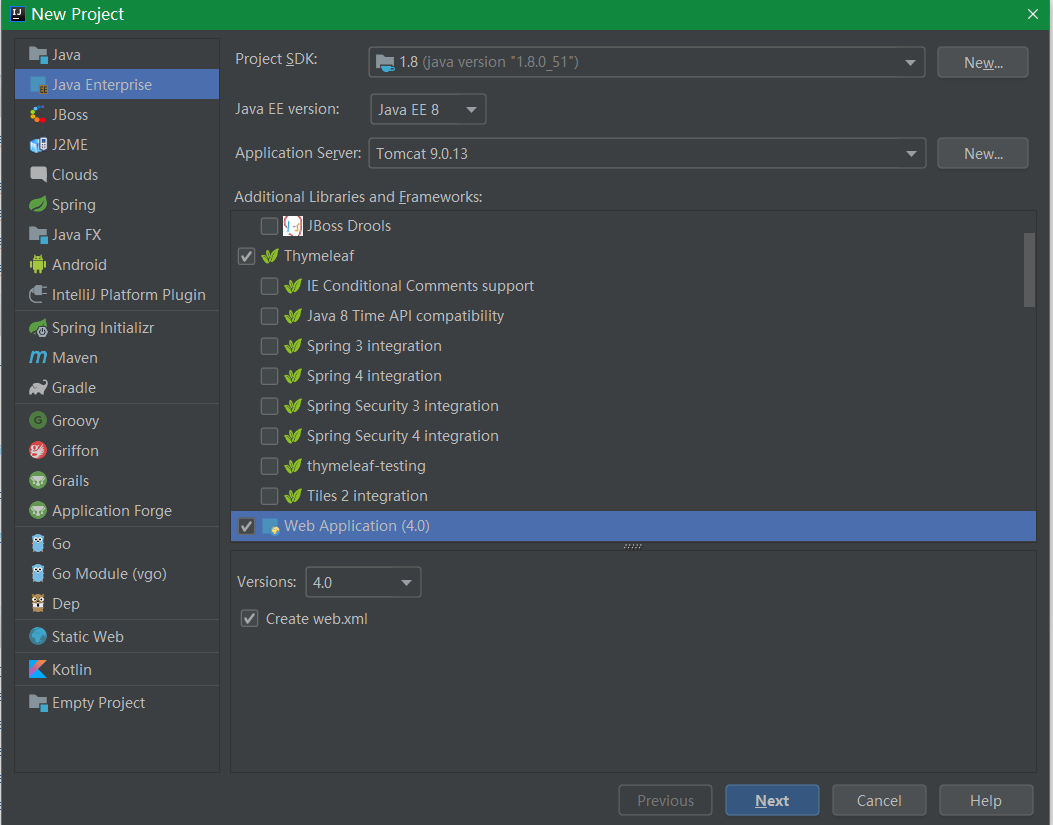 New Project
Java
Java Enterprise
JBoss
J2ME
Clouds
Spring
Java FX
Android
IntelliJ Platform Plugin
Spring Initializr
Maven
Gradle
Groovy
Griffon
Grails
Application Forge
Go
Go Module (vgo)
Dep
Static Web
Kotlin
Empty Project
Project SDK: 1.8 (java version "1.8.0_51") New...
Java EE version: Java EE 8
Application Server: Tomcat 9.0.13 New...
Additional Libraries and Frameworks:
JBoss Drools
Thymeleaf
IE Conditional Comments support
Java 8 Time API compatibility
Spring 3 integration
Spring 4 integration
Spring Security 3 integration
Spring Security 4 integration
thymeleaf-testing
Tiles 2 integration
Web Application (4.0)
Versions: 4.0
Create web.xml
Previous Next Cancel Help